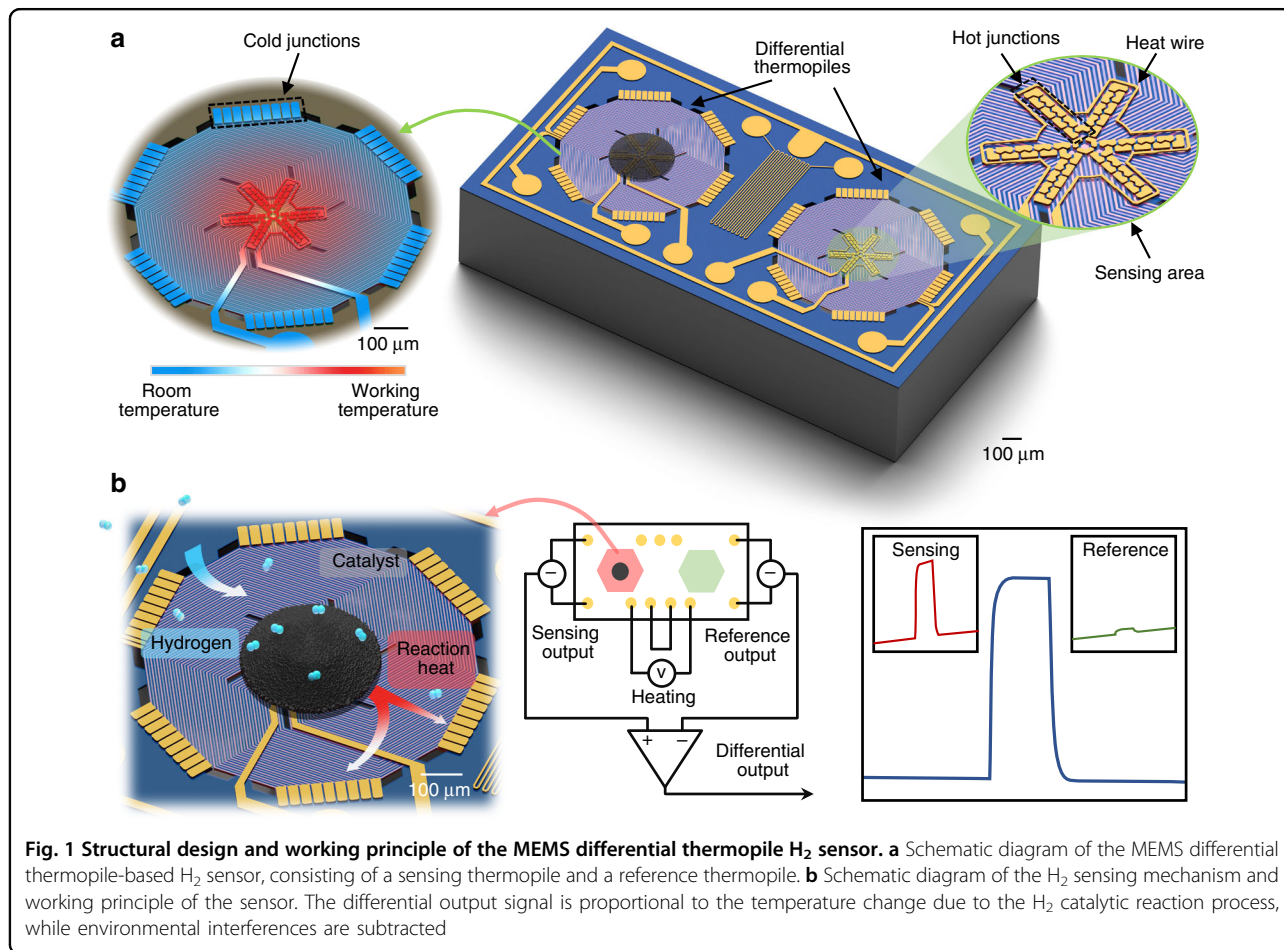 a
Cold junctions
Differential
thermopiles
Hot junctions
Heat wire
Sensing area
100 μm
Room
temperature
Working
temperature
100 μm
b
Catalyst
Hydrogen
Reaction
heat
100 μm
−
−
Sensing
output
Reference
output
V
Heating
+
−
Differential
output
Sensing
Reference
Fig. 1 Structural design and working principle of the MEMS differential thermopile H₂ sensor. a Schematic diagram of the MEMS differential
thermopile-based H₂ sensor, consisting of a sensing thermopile and a reference thermopile. b Schematic diagram of the H₂ sensing mechanism and
working principle of the sensor. The differential output signal is proportional to the temperature change due to the H₂ catalytic reaction process,
while environmental interferences are subtracted